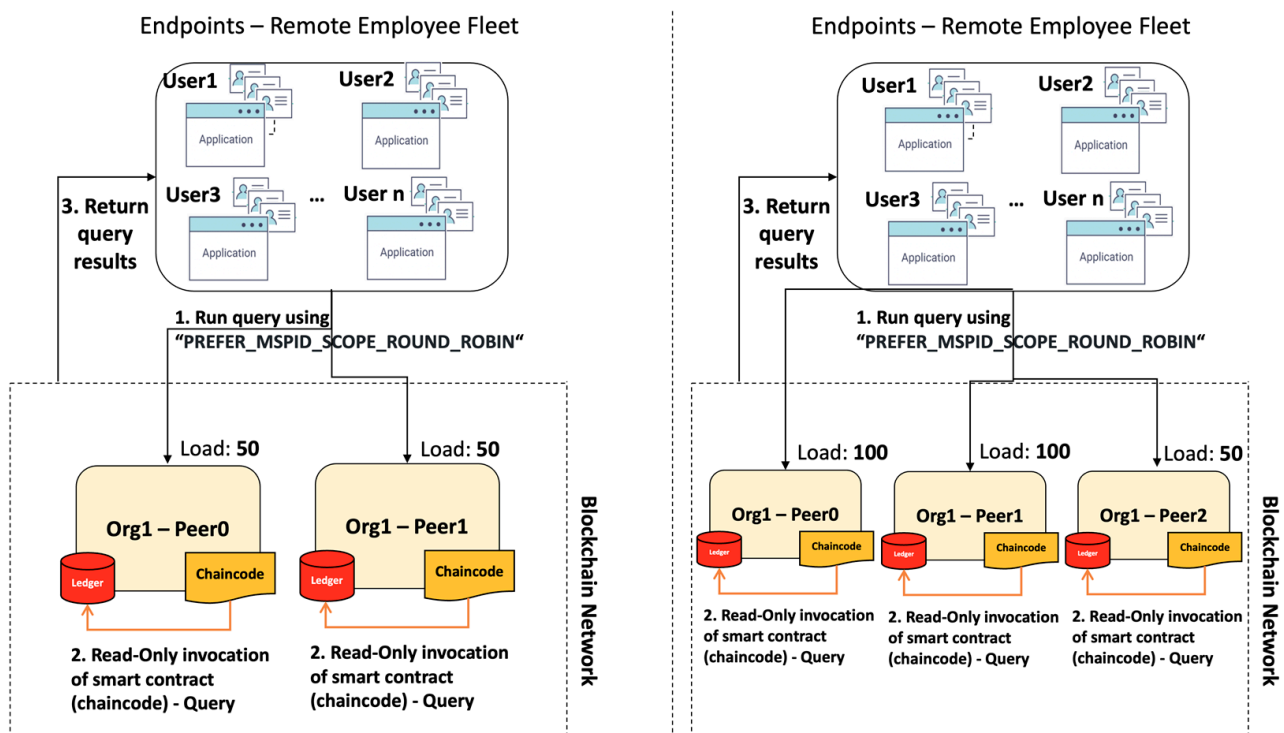 Endpoints – Remote Employee Fleet
User1
Application
User2
Application
User3
Application
...
User n
Application
3. Return
query
results
1. Run query using
“PREFER_MSPID_SCOPE_ROUND_ROBIN“
Load: 50
Load: 50
Org1 – Peer0
Ledger
Chaincode
Org1 – Peer1
Ledger
Chaincode
2. Read-Only invocation
of smart contract
(chaincode) - Query
2. Read-Only invocation
of smart contract
(chaincode) - Query
Blockchain Network
Endpoints – Remote Employee Fleet
User1
Application
User2
Application
User3
Application
...
User n
Application
3. Return
query
results
1. Run query using
“PREFER_MSPID_SCOPE_ROUND_ROBIN“
Load: 100
Load: 100
Load: 50
Org1 – Peer0
Ledger
Chaincode
Org1 – Peer1
Ledger
Chaincode
Org1 – Peer2
Ledger
Chaincode
2. Read-Only invocation
of smart contract
(chaincode) - Query
2. Read-Only invocation
of smart contract
(chaincode) - Query
2. Read-Only invocation
of smart contract
(chaincode) - Query
Blockchain Network